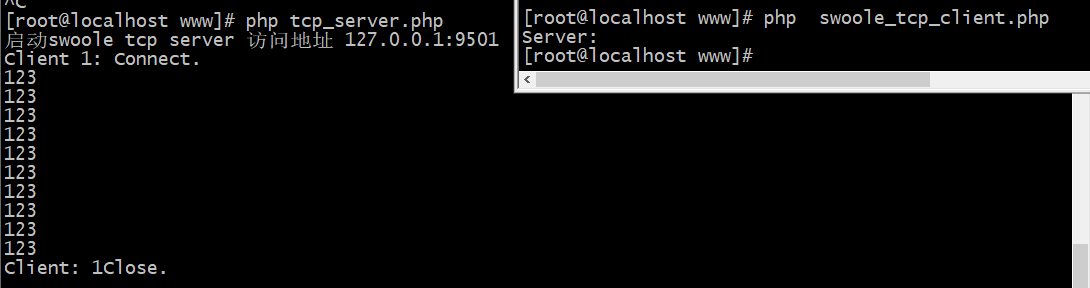 ^C
[root@localhost www]# php tcp_server.php
启动swoole tcp server 访问地址 127.0.0.1:9501
Client 1: Connect.
123
123
123
123
123
123
123
123
123
123
Client: 1Close.
[root@localhost www]# php  swoole_tcp_client.php
Server:
[root@localhost www]#